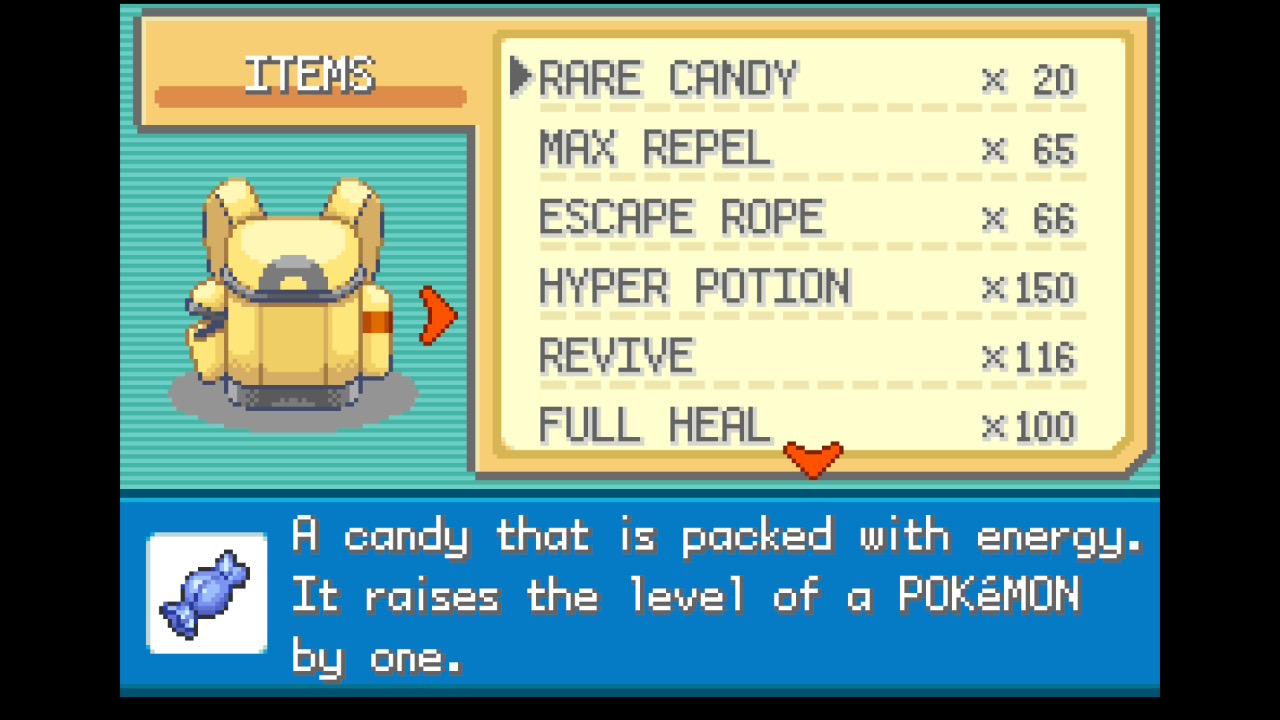 ITEMS
RARE CANDY × 20
MAX REPEL × 65
ESCAPE ROPE × 66
HYPER POTION ×150
REVIVE ×116
FULL HEAL ×100
A candy that is packed with energy.
It raises the level of a POKéMON
by one.